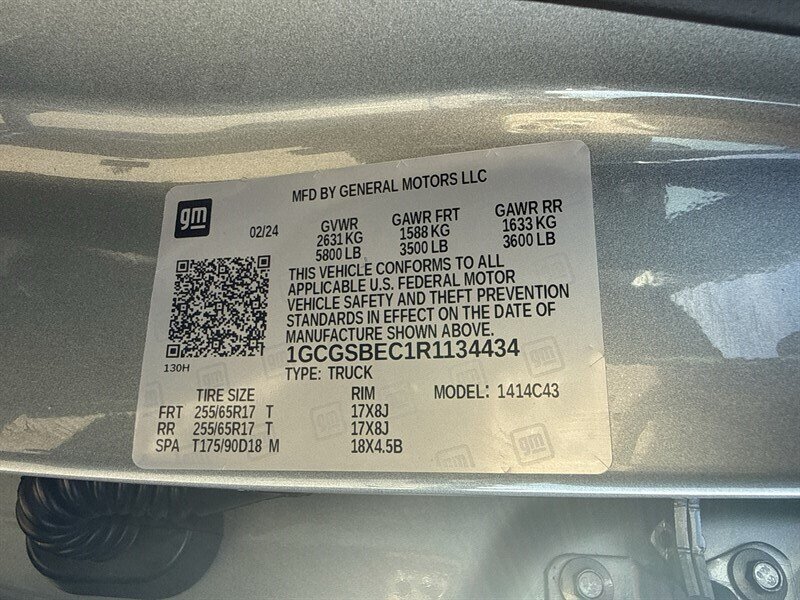 MFD BY GENERAL MOTORS LLC
gm
02/24
GVWR GAWR FRT GAWR RR
2631 KG 1588 KG 1633 KG
5800 LB 3500 LB 3600 LB
THIS VEHICLE CONFORMS TO ALL
APPLICABLE U.S. FEDERAL MOTOR
VEHICLE SAFETY AND THEFT PREVENTION
STANDARDS IN EFFECT ON THE DATE OF
MANUFACTURE SHOWN ABOVE.
1GCGSBEC1R1134434
130H
TYPE: TRUCK
TIRE SIZE RIM MODEL: 1414C43
FRT 255/65R17 T 17X8J
RR 255/65R17 T 17X8J
SPA T175/90D18 M 18X4.5B
gm